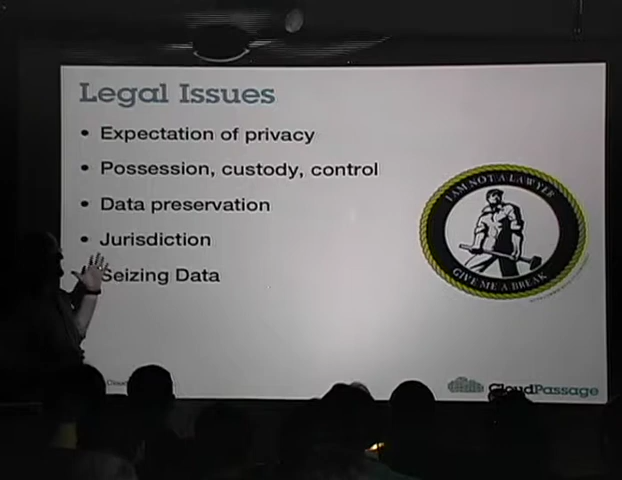 Legal Issues
• Expectation of privacy
• Possession, custody, control
• Data preservation
• Jurisdiction
• Seizing Data
I AM NOT A LAWYER
GIVE ME A BREAK
Cloud
CloudPassage